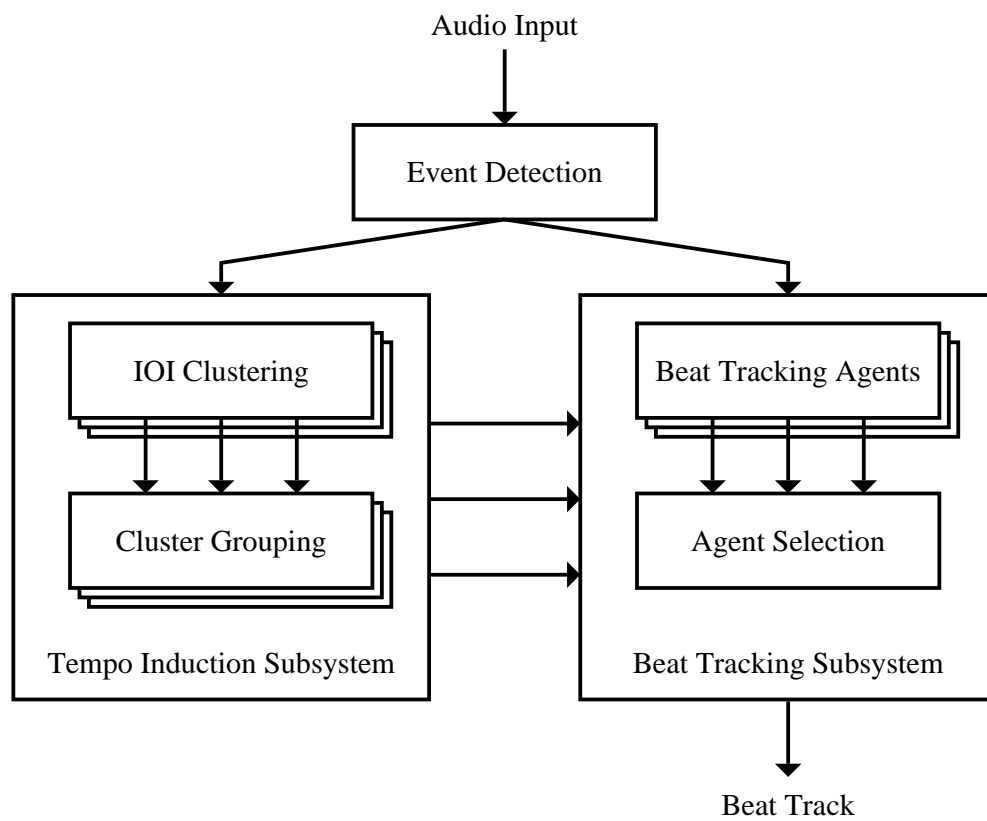 Audio Input
Event Detection
IOI Clustering
Beat Tracking Agents
Cluster Grouping
Agent Selection
Tempo Induction Subsystem
Beat Tracking Subsystem
Beat Track